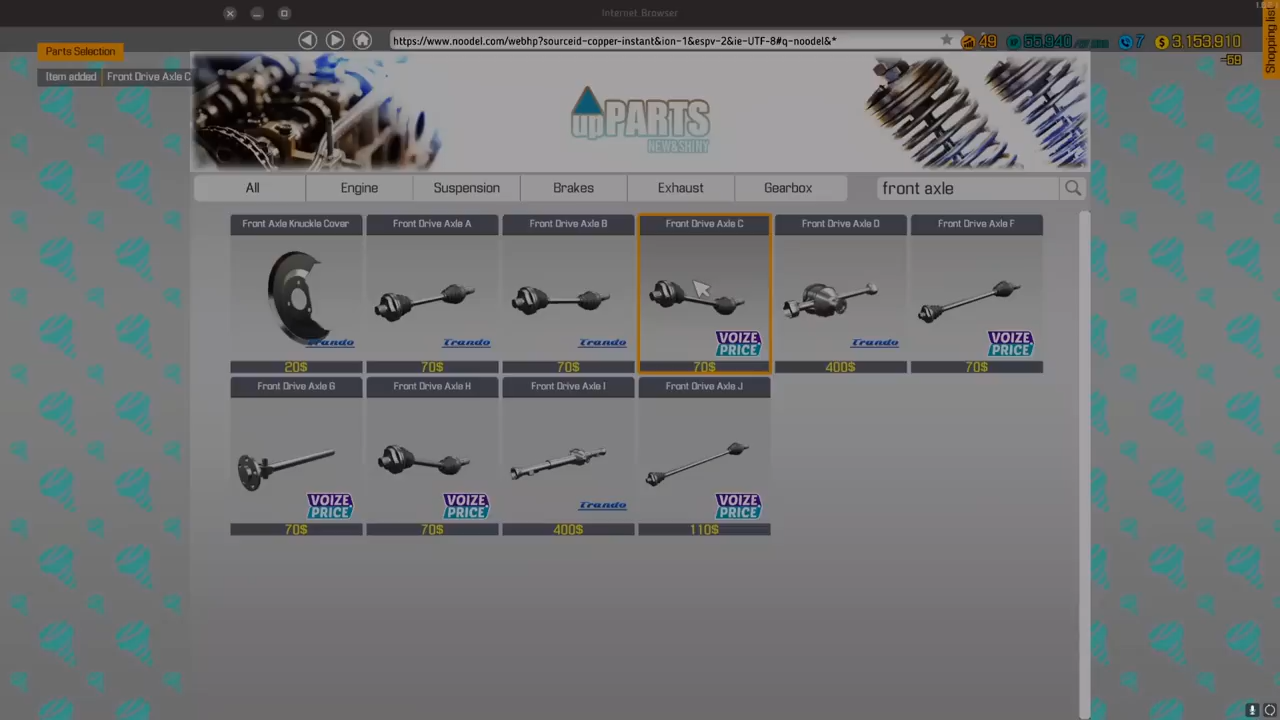 Internet Browser
Shopping list
Parts Selection
https://www.noodel.com/webhp?sourceid-copper-instant&ion-1&espv-2&ie-UTF-8#q-noodel&*
49
7
3,153,910
-59
Item added Front Drive Axle C
upPARTS
NEW&SHINY
All Engine Suspension Brakes Exhaust Gearbox front axle
Front Axle Knuckle Cover Front Drive Axle A Front Drive Axle B Front Drive Axle C Front Drive Axle D Front Drive Axle F
Trando Trando Trando VOIZE PRICE Trando VOIZE PRICE
20$ 70$ 70$ 70$ 400$ 70$
Front Drive Axle G Front Drive Axle H Front Drive Axle I Front Drive Axle J
VOIZE PRICE VOIZE PRICE Trando VOIZE PRICE
70$ 70$ 400$ 110$